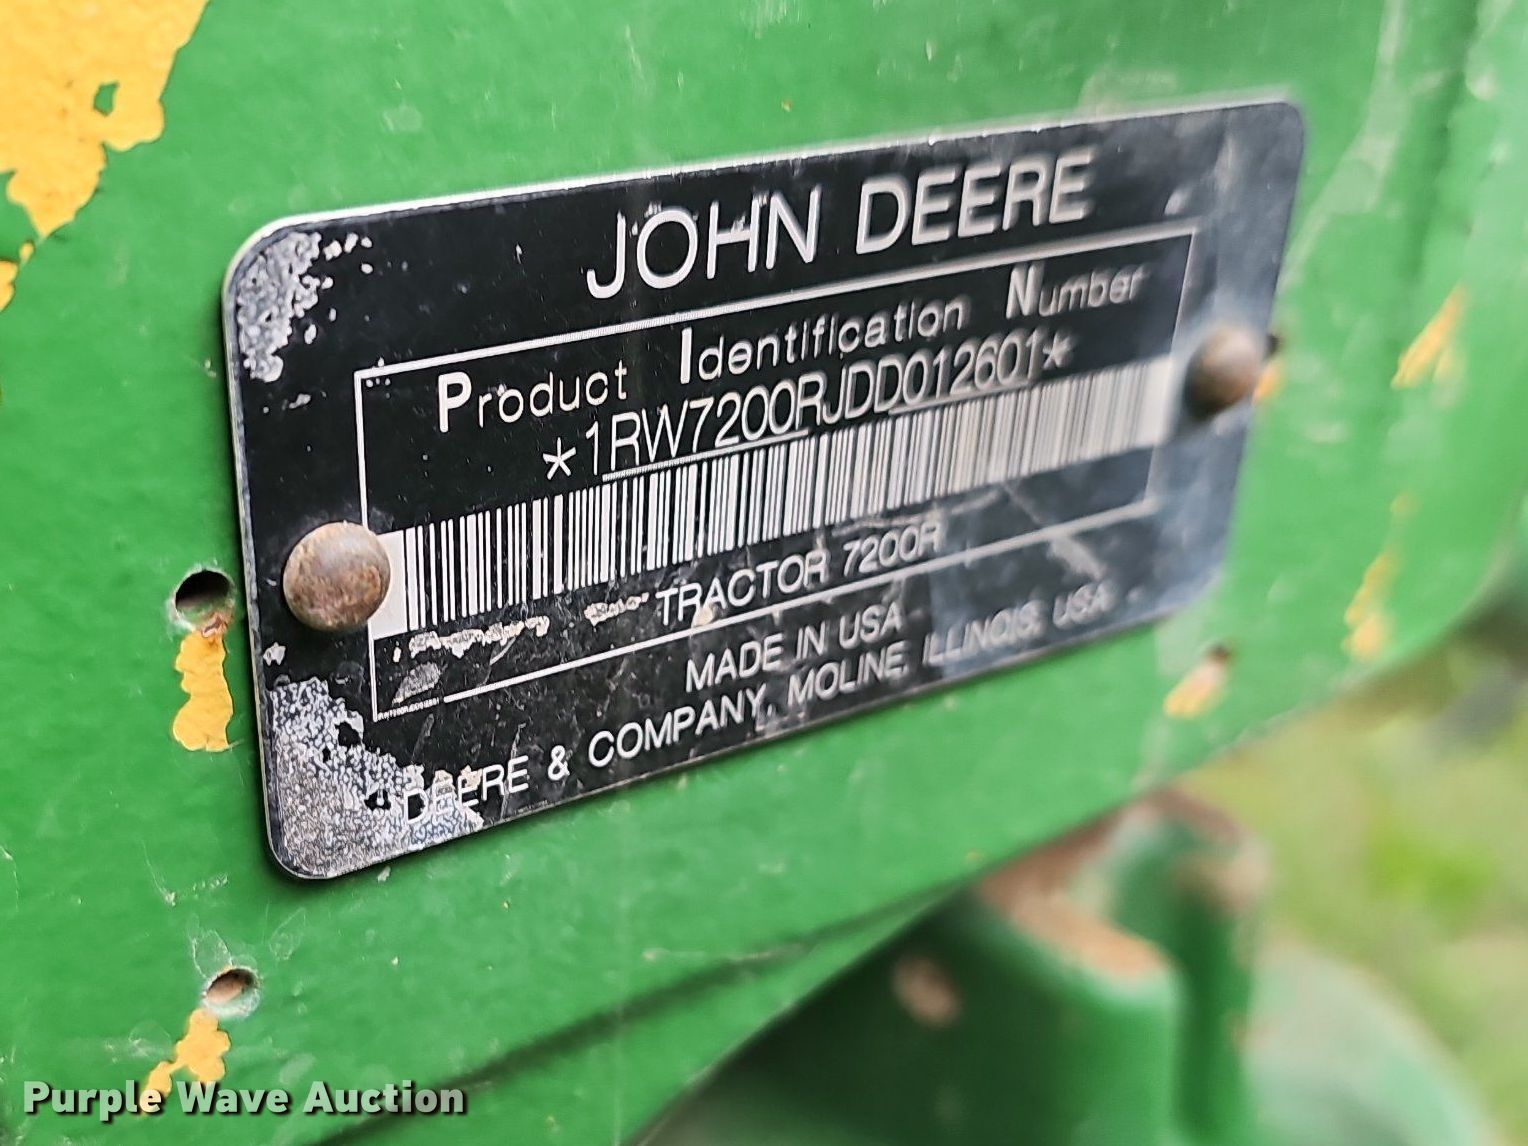 JOHN DEERE
Product Identification Number
*1RW7200RJDD012601*
TRACTOR 7200R
MADE IN USA
DEERE & COMPANY, MOLINE, ILLINOIS, USA
Purple Wave Auction